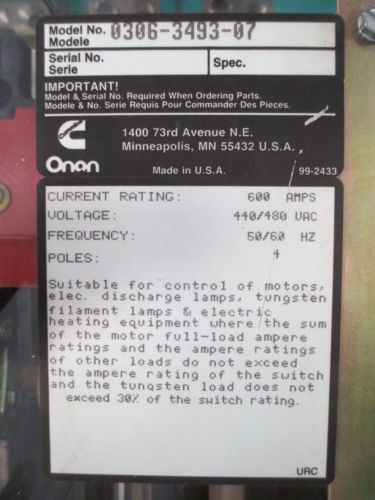 Model No. 0306-3493-07
Modele
Serial No.
Serie
Spec.
IMPORTANT!
Model & Serial No. Required When Ordering Parts.
Modele & No. Serie Requis Pour Commander Des Pieces.
1400 73rd Avenue N.E.
Minneapolis, MN 55432 U.S.A.
Onan
Made in U.S.A.
99-2433
CURRENT RATING: 600 AMPS
VOLTAGE: 440/480 VAC
FREQUENCY: 50/60 HZ
POLES: 4
Suitable for control of motors,
elec. discharge lamps, tungsten
filament lamps & electric
heating equipment where the sum
of the motor full-load ampere
ratings and the ampere ratings
of other loads do not exceed
the ampere rating of the switch
and the tungsten load does not
exceed 30% of the switch rating.
URC